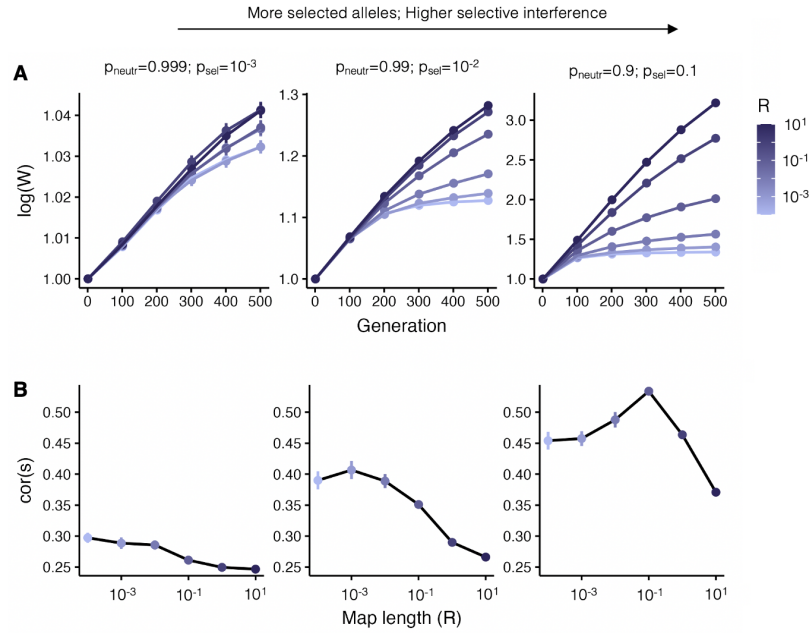 More selected alleles; Higher selective interference
A
pneutr=0.999; psel=10-3
pneutr=0.99; psel=10-2
pneutr=0.9; psel=0.1
log(W)
1.04
1.03
1.02
1.01
1.00
0 100 200 300 400 500
1.3
1.2
1.1
1.0
0 100 200 300 400 500
3.0
2.5
2.0
1.5
1.0
0 100 200 300 400 500
Generation
R
101
10-1
10-3
B
cor(s)
0.50
0.45
0.40
0.35
0.30
0.25
10-3 10-1 101
0.50
0.45
0.40
0.35
0.30
0.25
10-3 10-1 101
0.50
0.45
0.40
0.35
0.30
0.25
10-3 10-1 101
Map length (R)